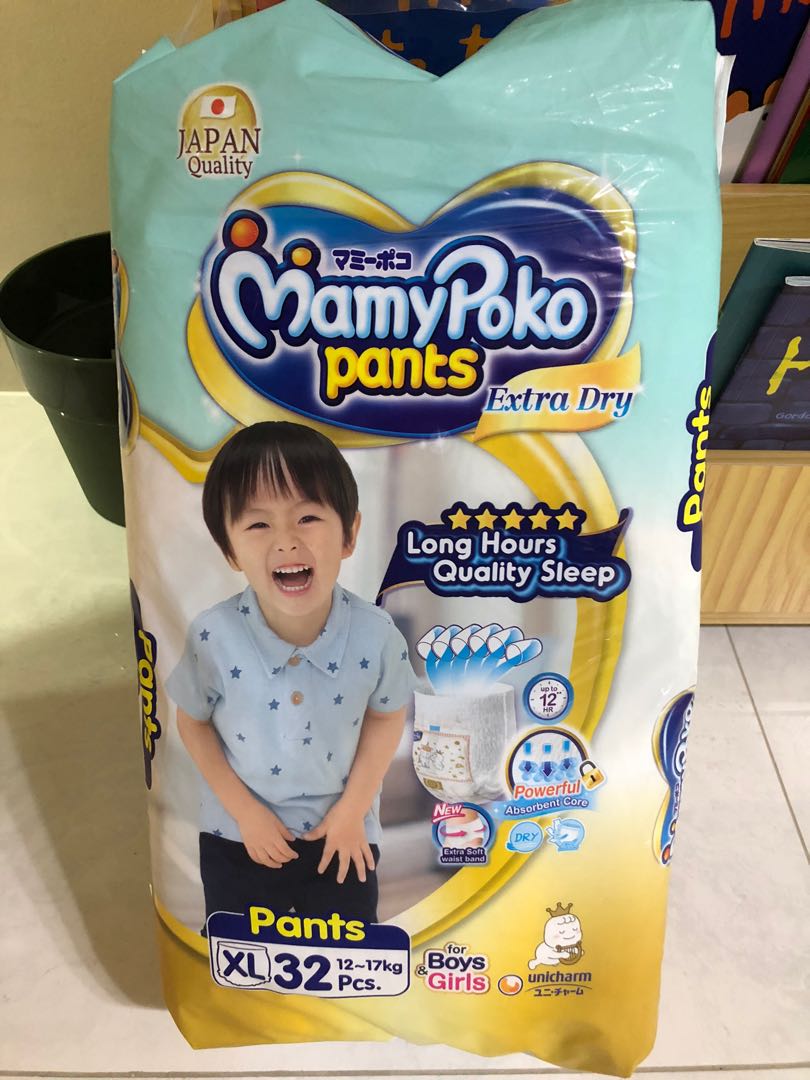 JAPAN
Quality
マミーポコ
MamyPoko
pants
Extra Dry
Long Hours
Quality Sleep
up to
12
HR
Powerful
Absorbent Core
NEW
Extra Soft
waist band
DRY
Pants
XL 32 12~17kg
Pcs.
for
Boys
& Girls
unicharm
ユニ・チャーム
Pants
Pants